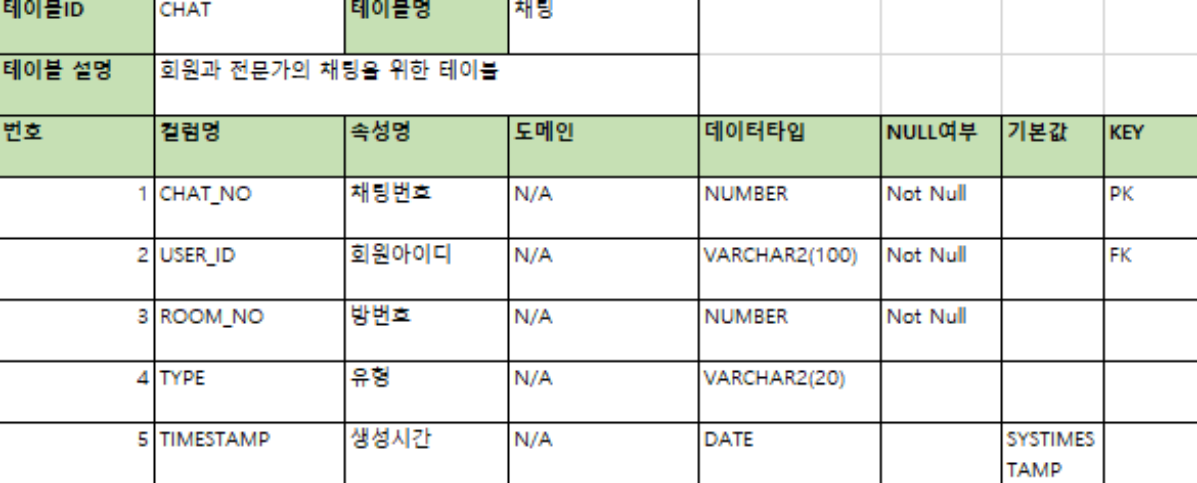 테이블ID CHAT 테이블명 채팅
테이블 설명 회원과 전문가의 채팅을 위한 테이블
번호 컬럼명 속성명 도메인 데이터타입 NULL여부 기본값 KEY
1 CHAT_NO 채팅번호 N/A NUMBER Not Null PK
2 USER_ID 회원아이디 N/A VARCHAR2(100) Not Null FK
3 ROOM_NO 방번호 N/A NUMBER Not Null
4 TYPE 유형 N/A VARCHAR2(20)
5 TIMESTAMP 생성시간 N/A DATE SYSTIMES
TAMP